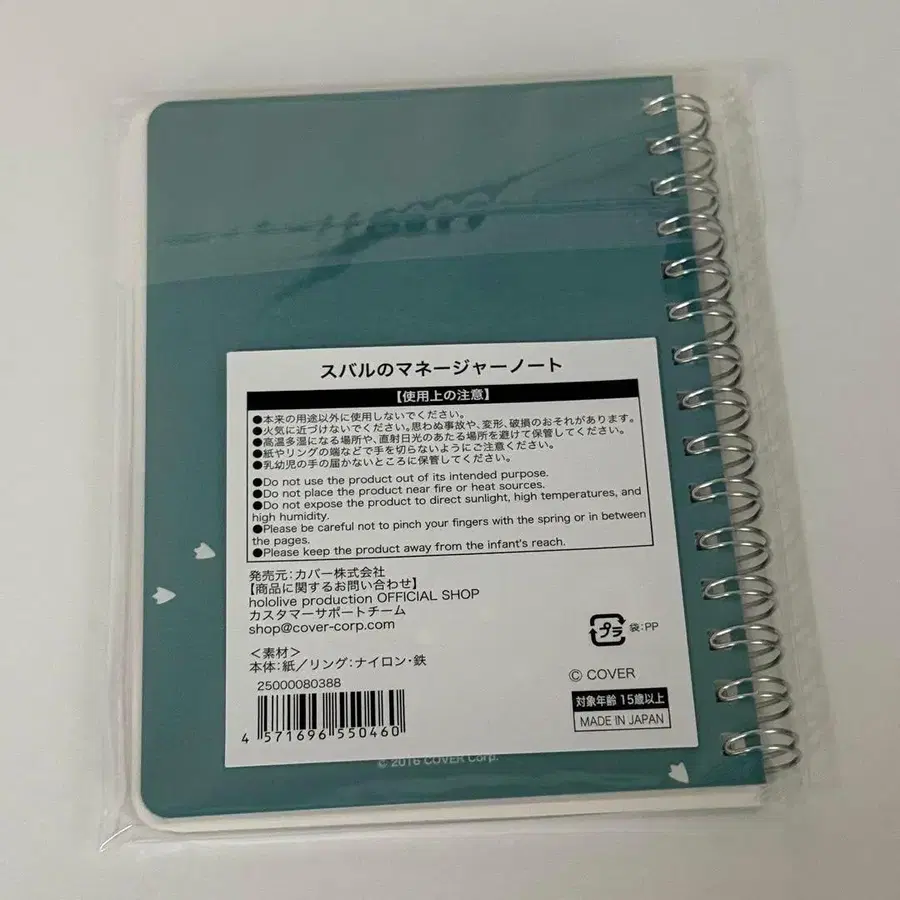 スバルのマネージャーノート
【使用上の注意】
●本来の用途以外に使用しないでください。
●火気に近づけないでください。思わぬ事故や、変形、破損のおそれがあります。
●高温多湿になる場所や、直射日光のあたる場所を避けて保管してください。
●紙やリングの端などで手を切らないようにご注意ください。
●乳幼児の手の届かないところに保管してください。
●Do not use the product out of its intended purpose.
●Do not place the product near fire or heat sources.
●Do not expose the product to direct sunlight, high temperatures, and
high humidity.
●Please be careful not to pinch your fingers with the spring or in between
the pages.
●Please keep the product away from the infant's reach.
発売元：カバー株式会社
【商品に関するお問い合わせ】
hololive production OFFICIAL SHOP
カスタマーサポートチーム
shop@cover-corp.com
プラ 袋：PP
＜素材＞
本体：紙／リング：ナイロン・鉄
© COVER
25000080388
対象年齢 15歳以上
MADE IN JAPAN
4 571696 550460
© 2016 COVER Corp.